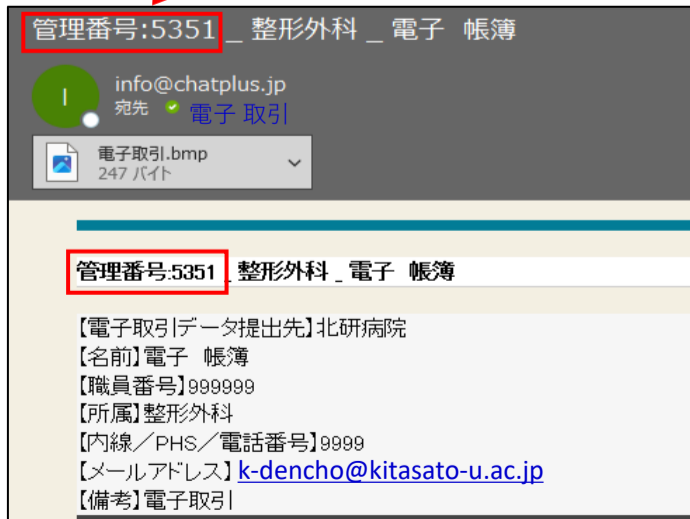 管理番号:5351 _ 整形外科 _ 電子 帳簿
I
info@chatplus.jp
宛先 電子 取引
電子取引.bmp
247 バイト
管理番号:5351 _ 整形外科 _ 電子 帳簿
【電子取引データ提出先】北研病院
【名前】電子 帳簿
【職員番号】999999
【所属】整形外科
【内線／PHS／電話番号】9999
【メールアドレス】 k-dencho@kitasato-u.ac.jp
【備考】電子取引